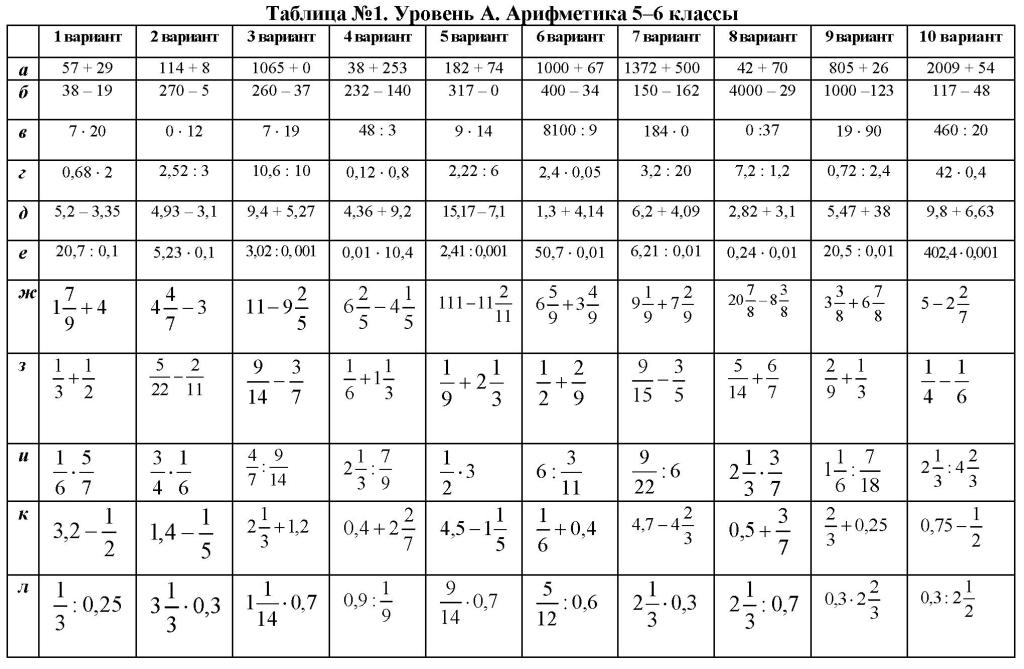 Таблица №1. Уровень А. Арифметика 5–6 классы
1 вариант 2 вариант 3 вариант 4 вариант 5 вариант 6 вариант 7 вариант 8 вариант 9 вариант 10 вариант
а 57 + 29 114 + 8 1065 + 0 38 + 253 182 + 74 1000 + 67 1372 + 500 42 + 70 805 + 26 2009 + 54
б 38 – 19 270 – 5 260 – 37 232 – 140 317 – 0 400 – 34 150 – 162 4000 – 29 1000 –123 117 – 48
в 7 · 20 0 · 12 7 · 19 48 : 3 9 · 14 8100 : 9 184 · 0 0 :37 19 · 90 460 : 20
г 0,68 · 2 2,52 : 3 10,6 : 10 0,12 · 0,8 2,22 : 6 2,4 · 0,05 3,2 : 20 7,2 : 1,2 0,72 : 2,4 42 · 0,4
д 5,2 – 3,35 4,93 – 3,1 9,4 + 5,27 4,36 + 9,2 15,17 – 7,1 1,3 + 4,14 6,2 + 4,09 2,82 + 3,1 5,47 + 38 9,8 + 6,63
е 20,7 : 0,1 5,23 · 0,1 3,02 : 0,001 0,01 · 10,4 2,41 : 0,001 50,7 · 0,01 6,21 : 0,01 0,24 · 0,01 20,5 : 0,01 402,4 · 0,001
ж 1 7/9 + 4 4 4/7 – 3 11 – 9 2/5 6 2/5 – 4 1/5 111 – 11 2/11 6 5/9 + 3 4/9 9 1/9 + 7 2/9 20 7/8 – 8 3/8 3 3/8 + 6 7/8 5 – 2 2/7
з 1/3 + 1/2 5/22 – 2/11 9/14 – 3/7 1/6 + 1 1/3 1/9 + 2 1/3 1/2 + 2/9 9/15 – 3/5 5/14 + 6/7 2/9 + 1/3 1/4 – 1/6
и 1/6 · 5/7 3/4 · 1/6 4/7 : 9/14 2 1/3 : 7/9 1/2 · 3 6 : 3/11 9/22 : 6 2 1/3 · 3/7 1 1/6 : 7/18 2 1/3 : 4 2/3
к 3,2 – 1/2 1,4 – 1/5 2 1/3 + 1,2 0,4 + 2 2/7 4,5 – 1 1/5 1/6 + 0,4 4,7 – 4 2/3 0,5 + 3/7 2/3 + 0,25 0,75 – 1/2
л 1/3 : 0,25 3 1/3 · 0,3 1 1/14 · 0,7 0,9 : 1/9 9/14 · 0,7 5/12 : 0,6 2 1/3 · 0,3 2 1/3 : 0,7 0,3 · 2 2/3 0,3 : 2 1/2